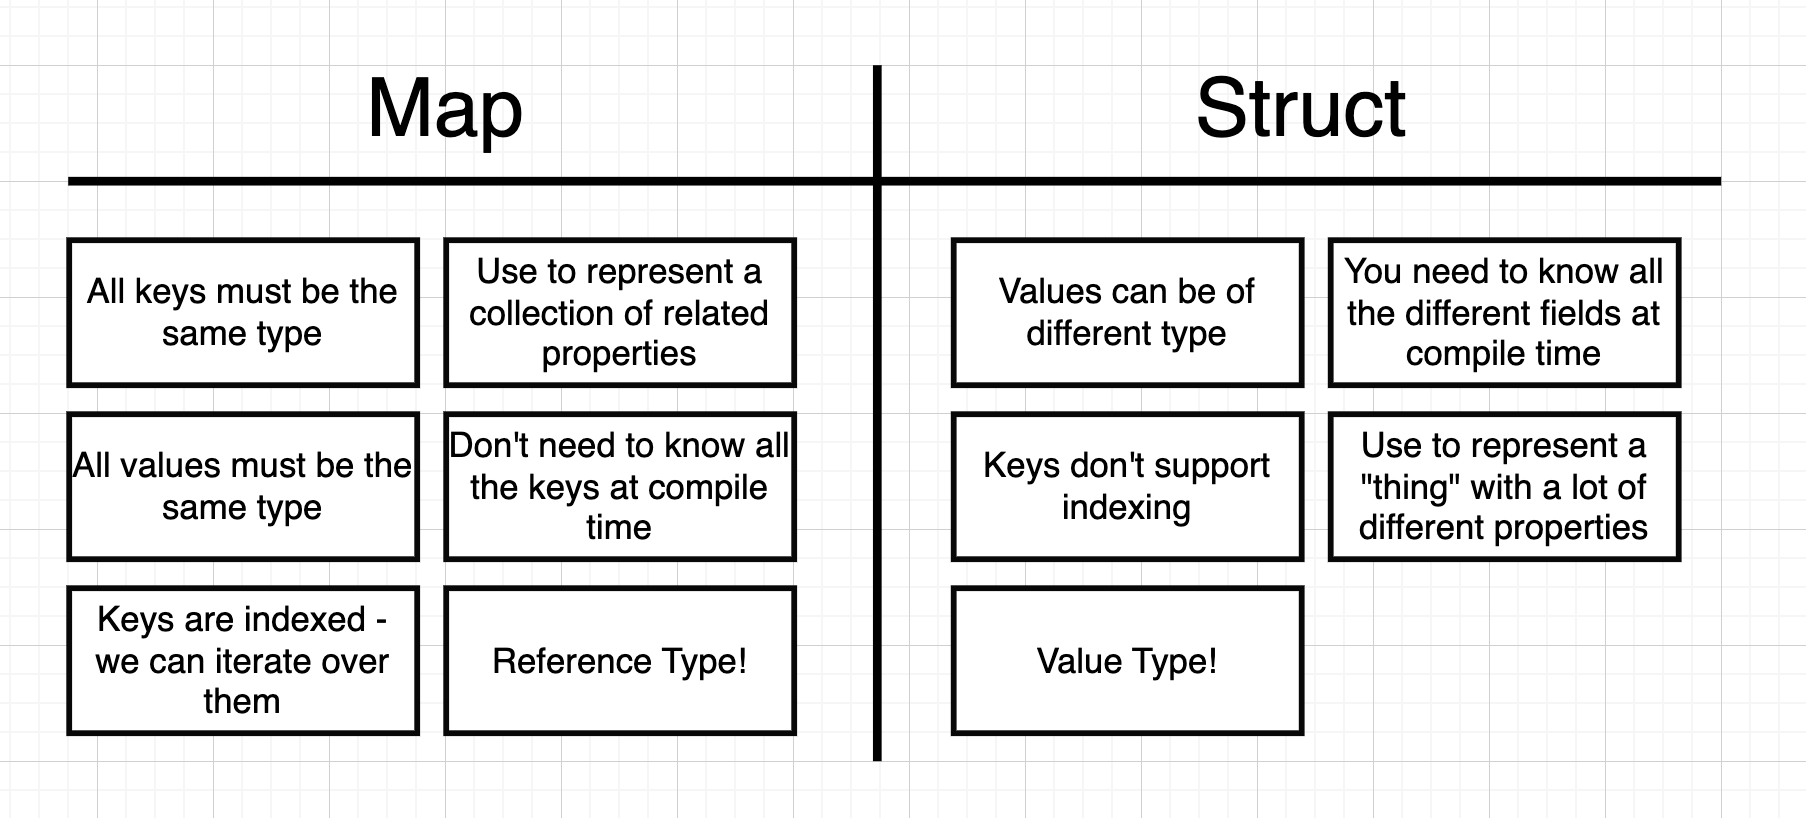 Map
Struct
All keys must be the
same type
Use to represent a
collection of related
properties
Values can be of
different type
You need to know all
the different fields at
compile time
All values must be the
same type
Don't need to know all
the keys at compile
time
Keys don't support
indexing
Use to represent a
"thing" with a lot of
different properties
Keys are indexed -
we can iterate over
them
Reference Type!
Value Type!